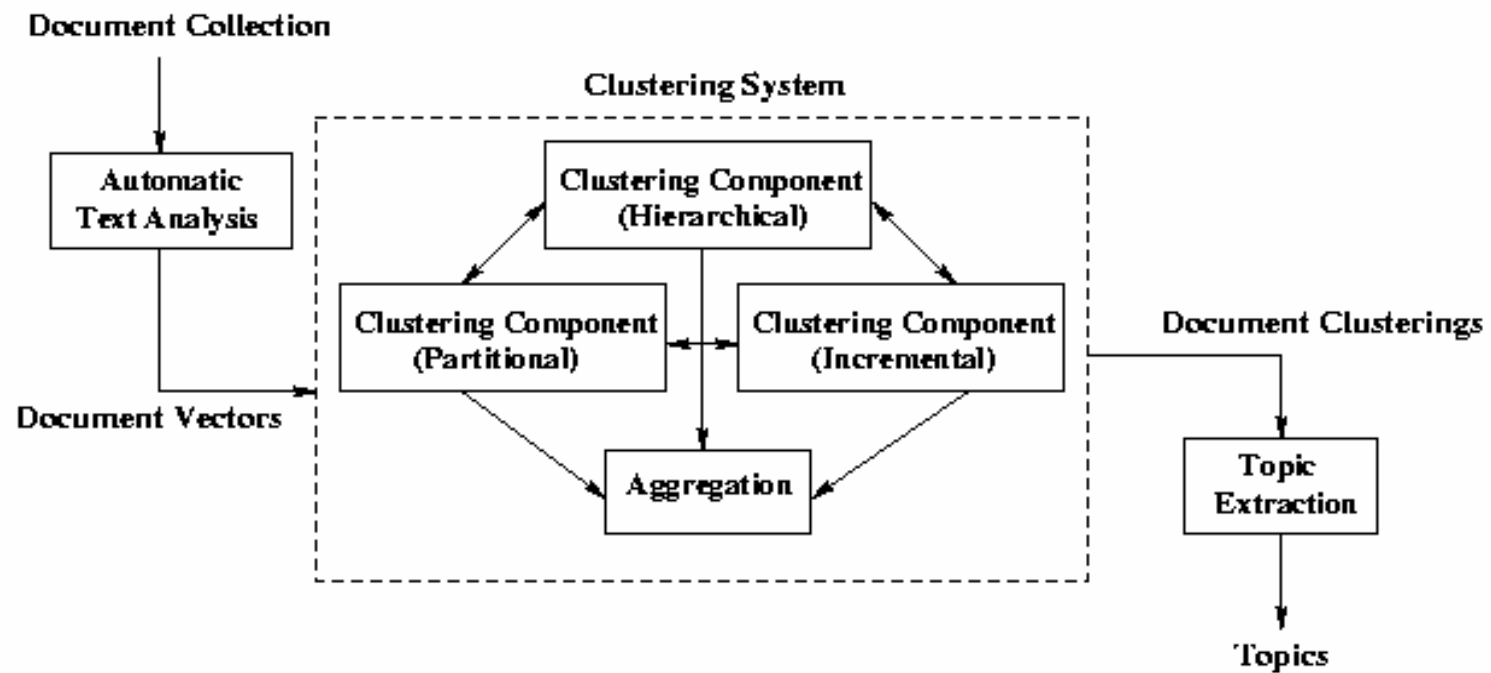 Document Collection
Clustering System
Automatic
Text Analysis
Clustering Component
(Hierarchical)
Clustering Component
(Partitional)
Clustering Component
(Incremental)
Document Clusterings
Document Vectors
Aggregation
Topic
Extraction
Topics